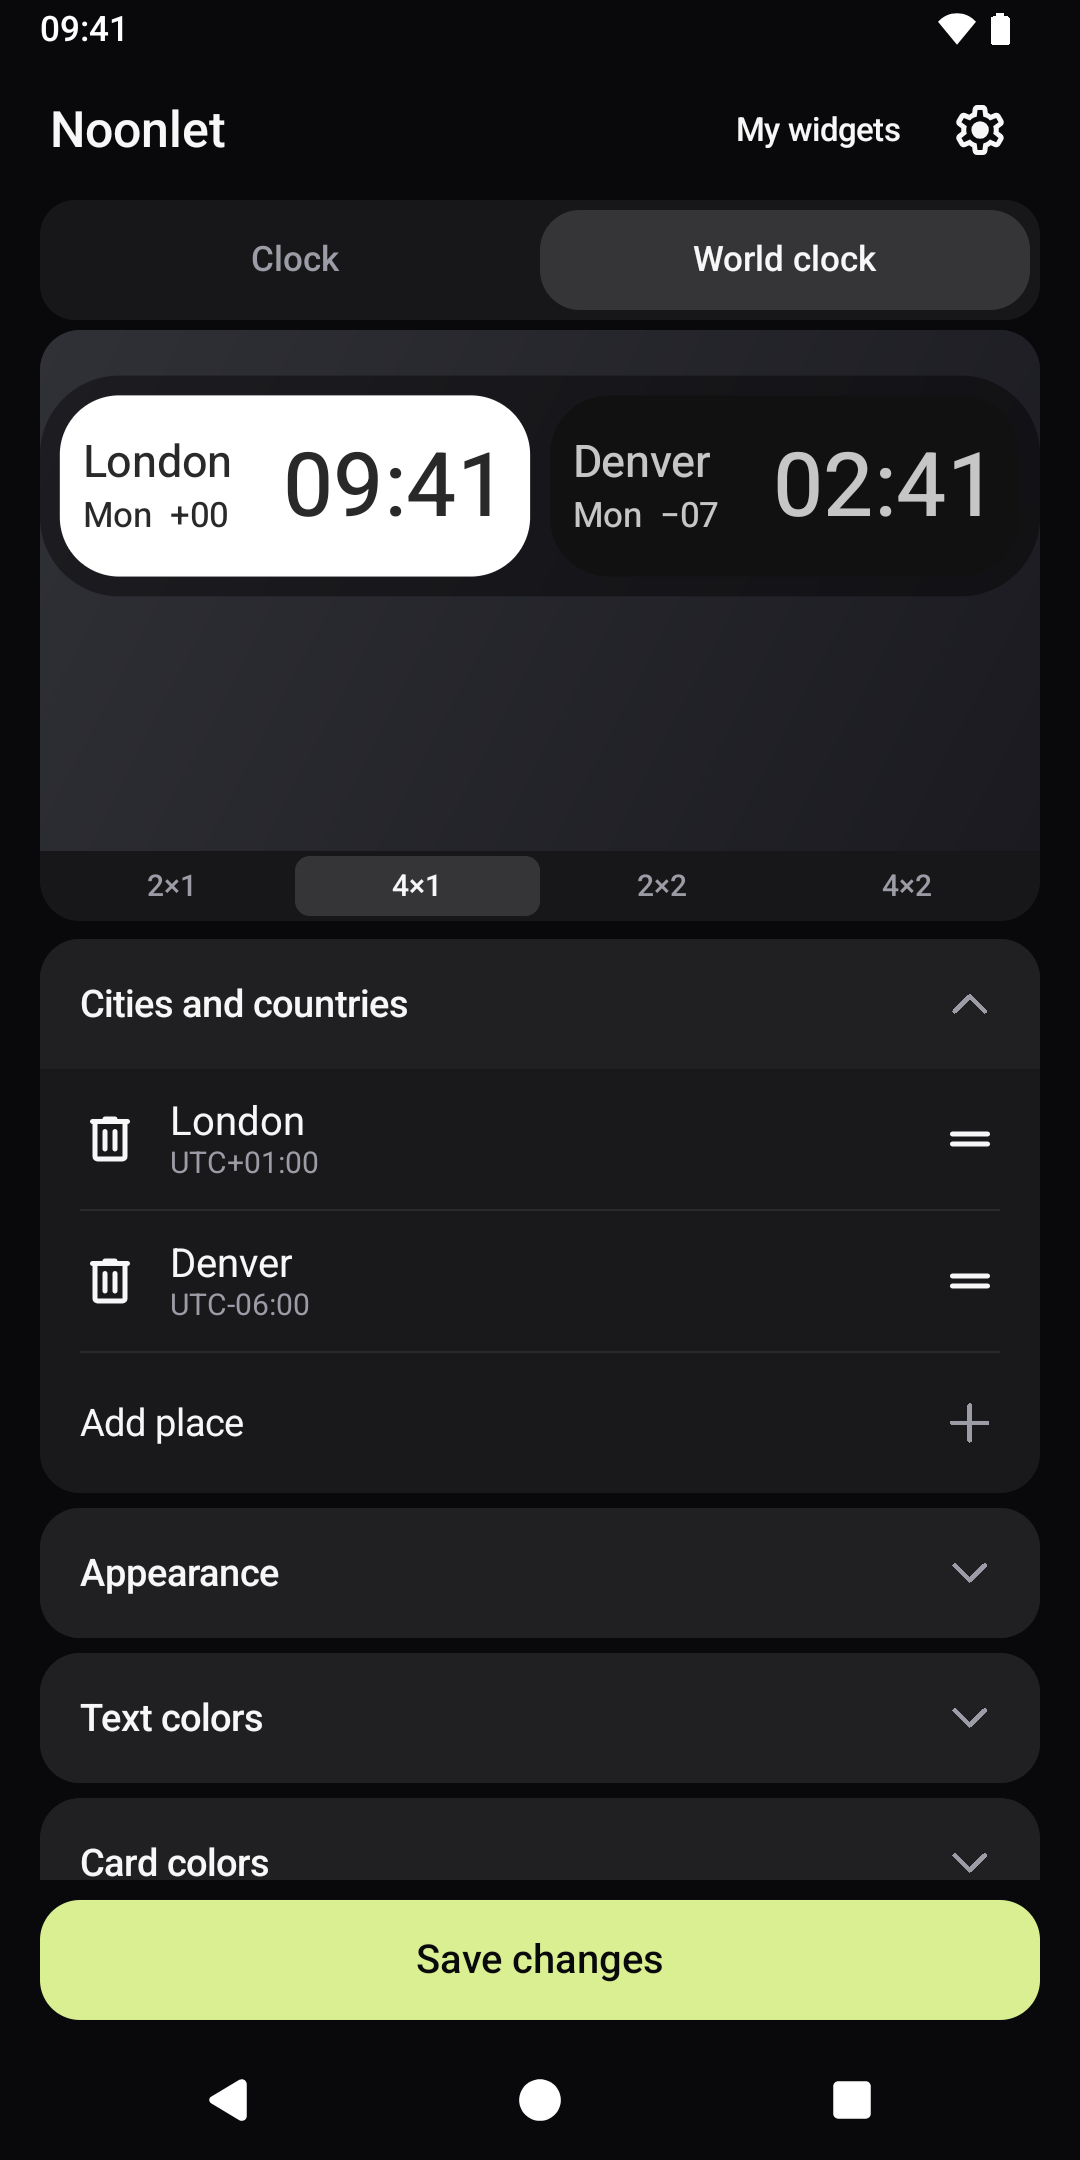 09:41
Noonlet
My widgets
Clock
World clock
London
Mon +00
09:41
Denver
Mon −07
02:41
2×1
4×1
2×2
4×2
Cities and countries
London
UTC+01:00
Denver
UTC-06:00
Add place
Appearance
Text colors
Card colors
Save changes